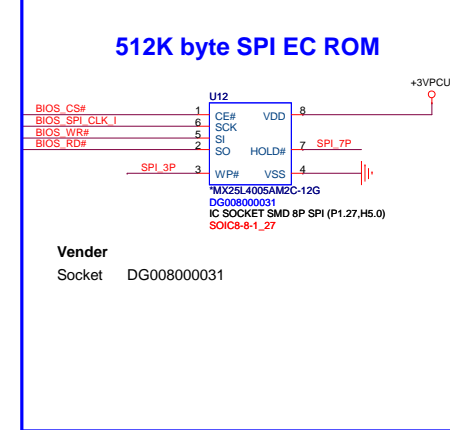 512K byte SPI EC ROM
+3VPCU
U12
BIOS_CS# 1 CE# VDD 8
BIOS_SPI_CLK_I 6 SCK
BIOS_WR# 5 SI
BIOS_RD# 2 SO HOLD# 7 SPI_7P
SPI_3P 3 WP# VSS 4
*MX25L4005AM2C-12G
DG008000031
IC SOCKET SMD 8P SPI (P1.27,H5.0)
SOIC8-8-1_27
Vender
Socket DG008000031